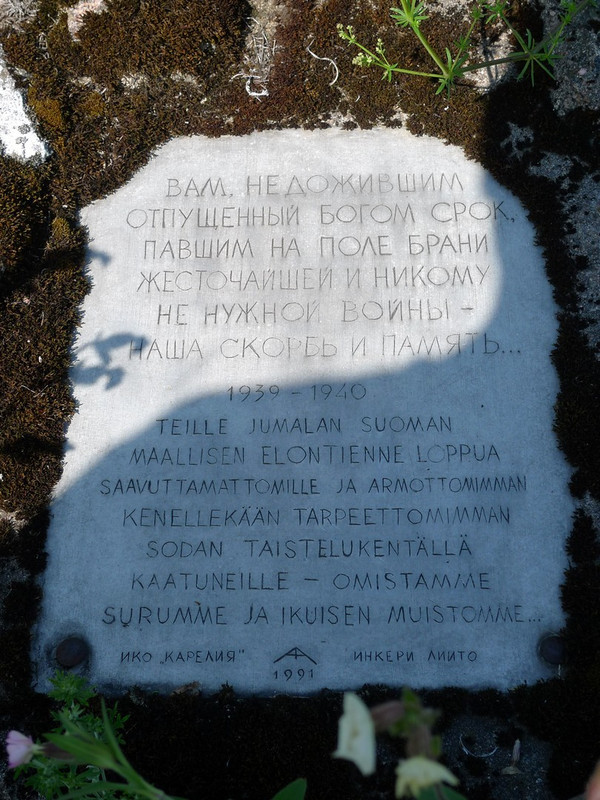 ВАМ, НЕ ДОЖИВШИМ
ОТПУЩЕННЫЙ БОГОМ СРОК,
ПАВШИМ НА ПОЛЕ БРАНИ
ЖЕСТОЧАЙШЕЙ И НИКОМУ
НЕ НУЖНОЙ ВОЙНЫ –
НАША СКОРБЬ И ПАМЯТЬ...
1939 – 1940
TEILLE JUMALAN SUOMAN
MAALLISEN ELONTIENNE LOPPUA
SAAVUTTAMATTOMILLE JA ARMOTTOMIMMAN
KENELLEKÄÄN TARPEETTOMIMMAN
SODAN TAISTELUKENTÄLLÄ
KAATUNEILLE – OMISTAMME
SURUMME JA IKUISEN MUISTOMME...
ИКО „КАРЕЛИЯ" ИНКЕРИ ЛИИТО
1991